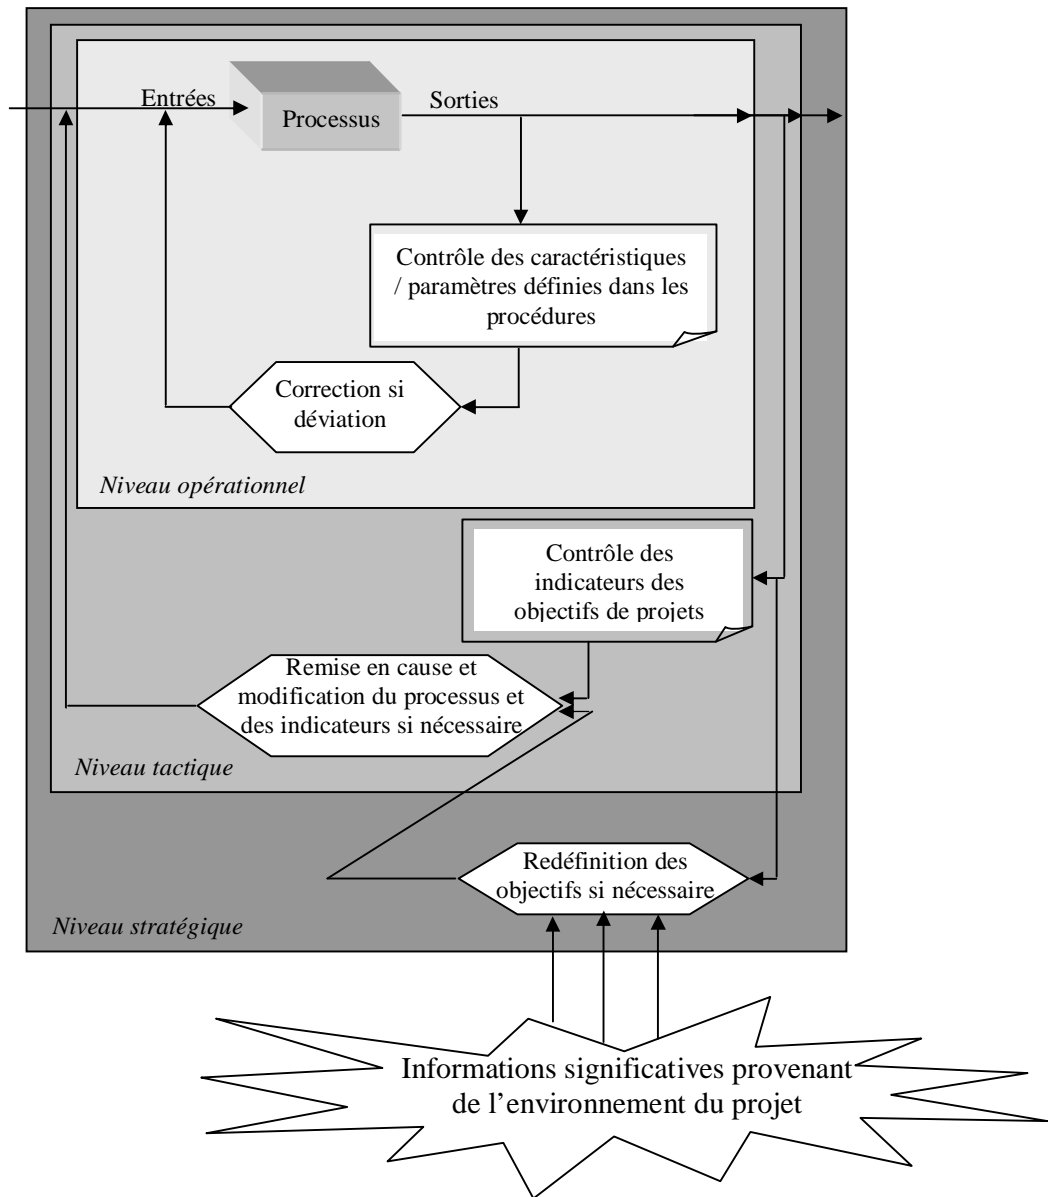 Entrées
Sorties
Processus
Contrôle des caractéristiques
/ paramètres définies dans les
procédures
Correction si
déviation
Niveau opérationnel
Contrôle des
indicateurs des
objectifs de projets
Remise en cause et
modification du processus et
des indicateurs si nécessaire
Niveau tactique
Redéfinition des
objectifs si nécessaire
Niveau stratégique
Informations significatives provenant
de l’environnement du projet